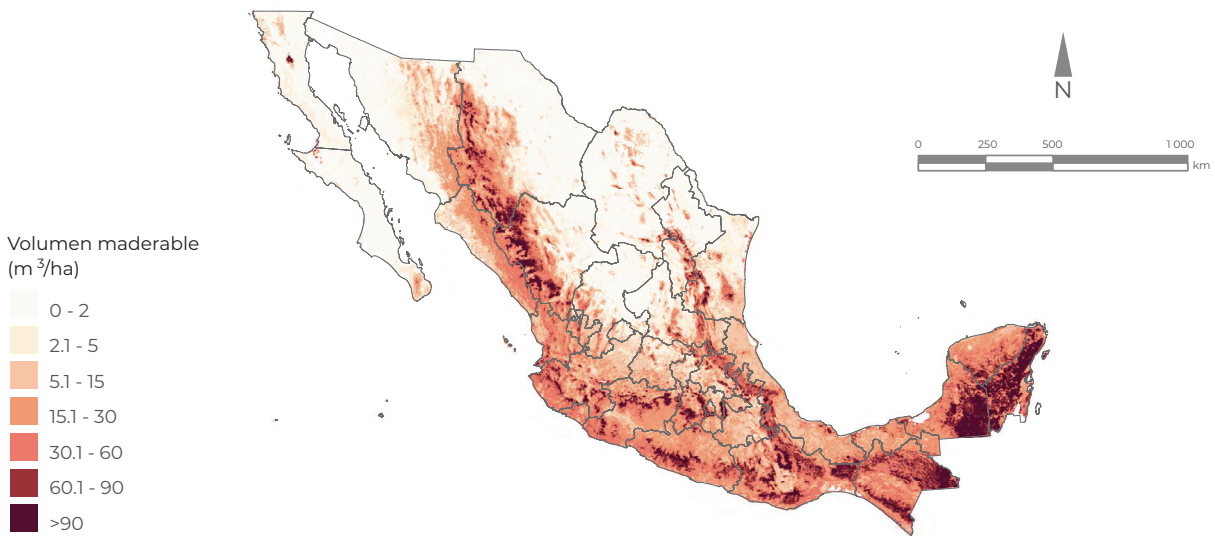 N
0 250 500 1 000
km
Volumen maderable
(m ³/ha)
0 - 2
2.1 - 5
5.1 - 15
15.1 - 30
30.1 - 60
60.1 - 90
>90